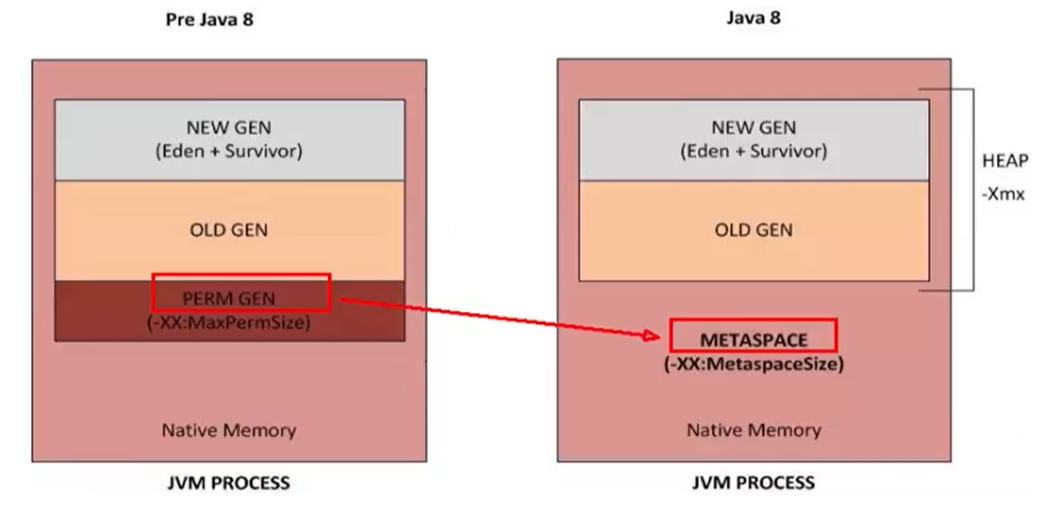 Pre Java 8
NEW GEN
(Eden + Survivor)
OLD GEN
PERM GEN
(-XX:MaxPermSize)
Native Memory
JVM PROCESS
Java 8
NEW GEN
(Eden + Survivor)
OLD GEN
HEAP
-Xmx
METASPACE
(-XX:MetaspaceSize)
Native Memory
JVM PROCESS